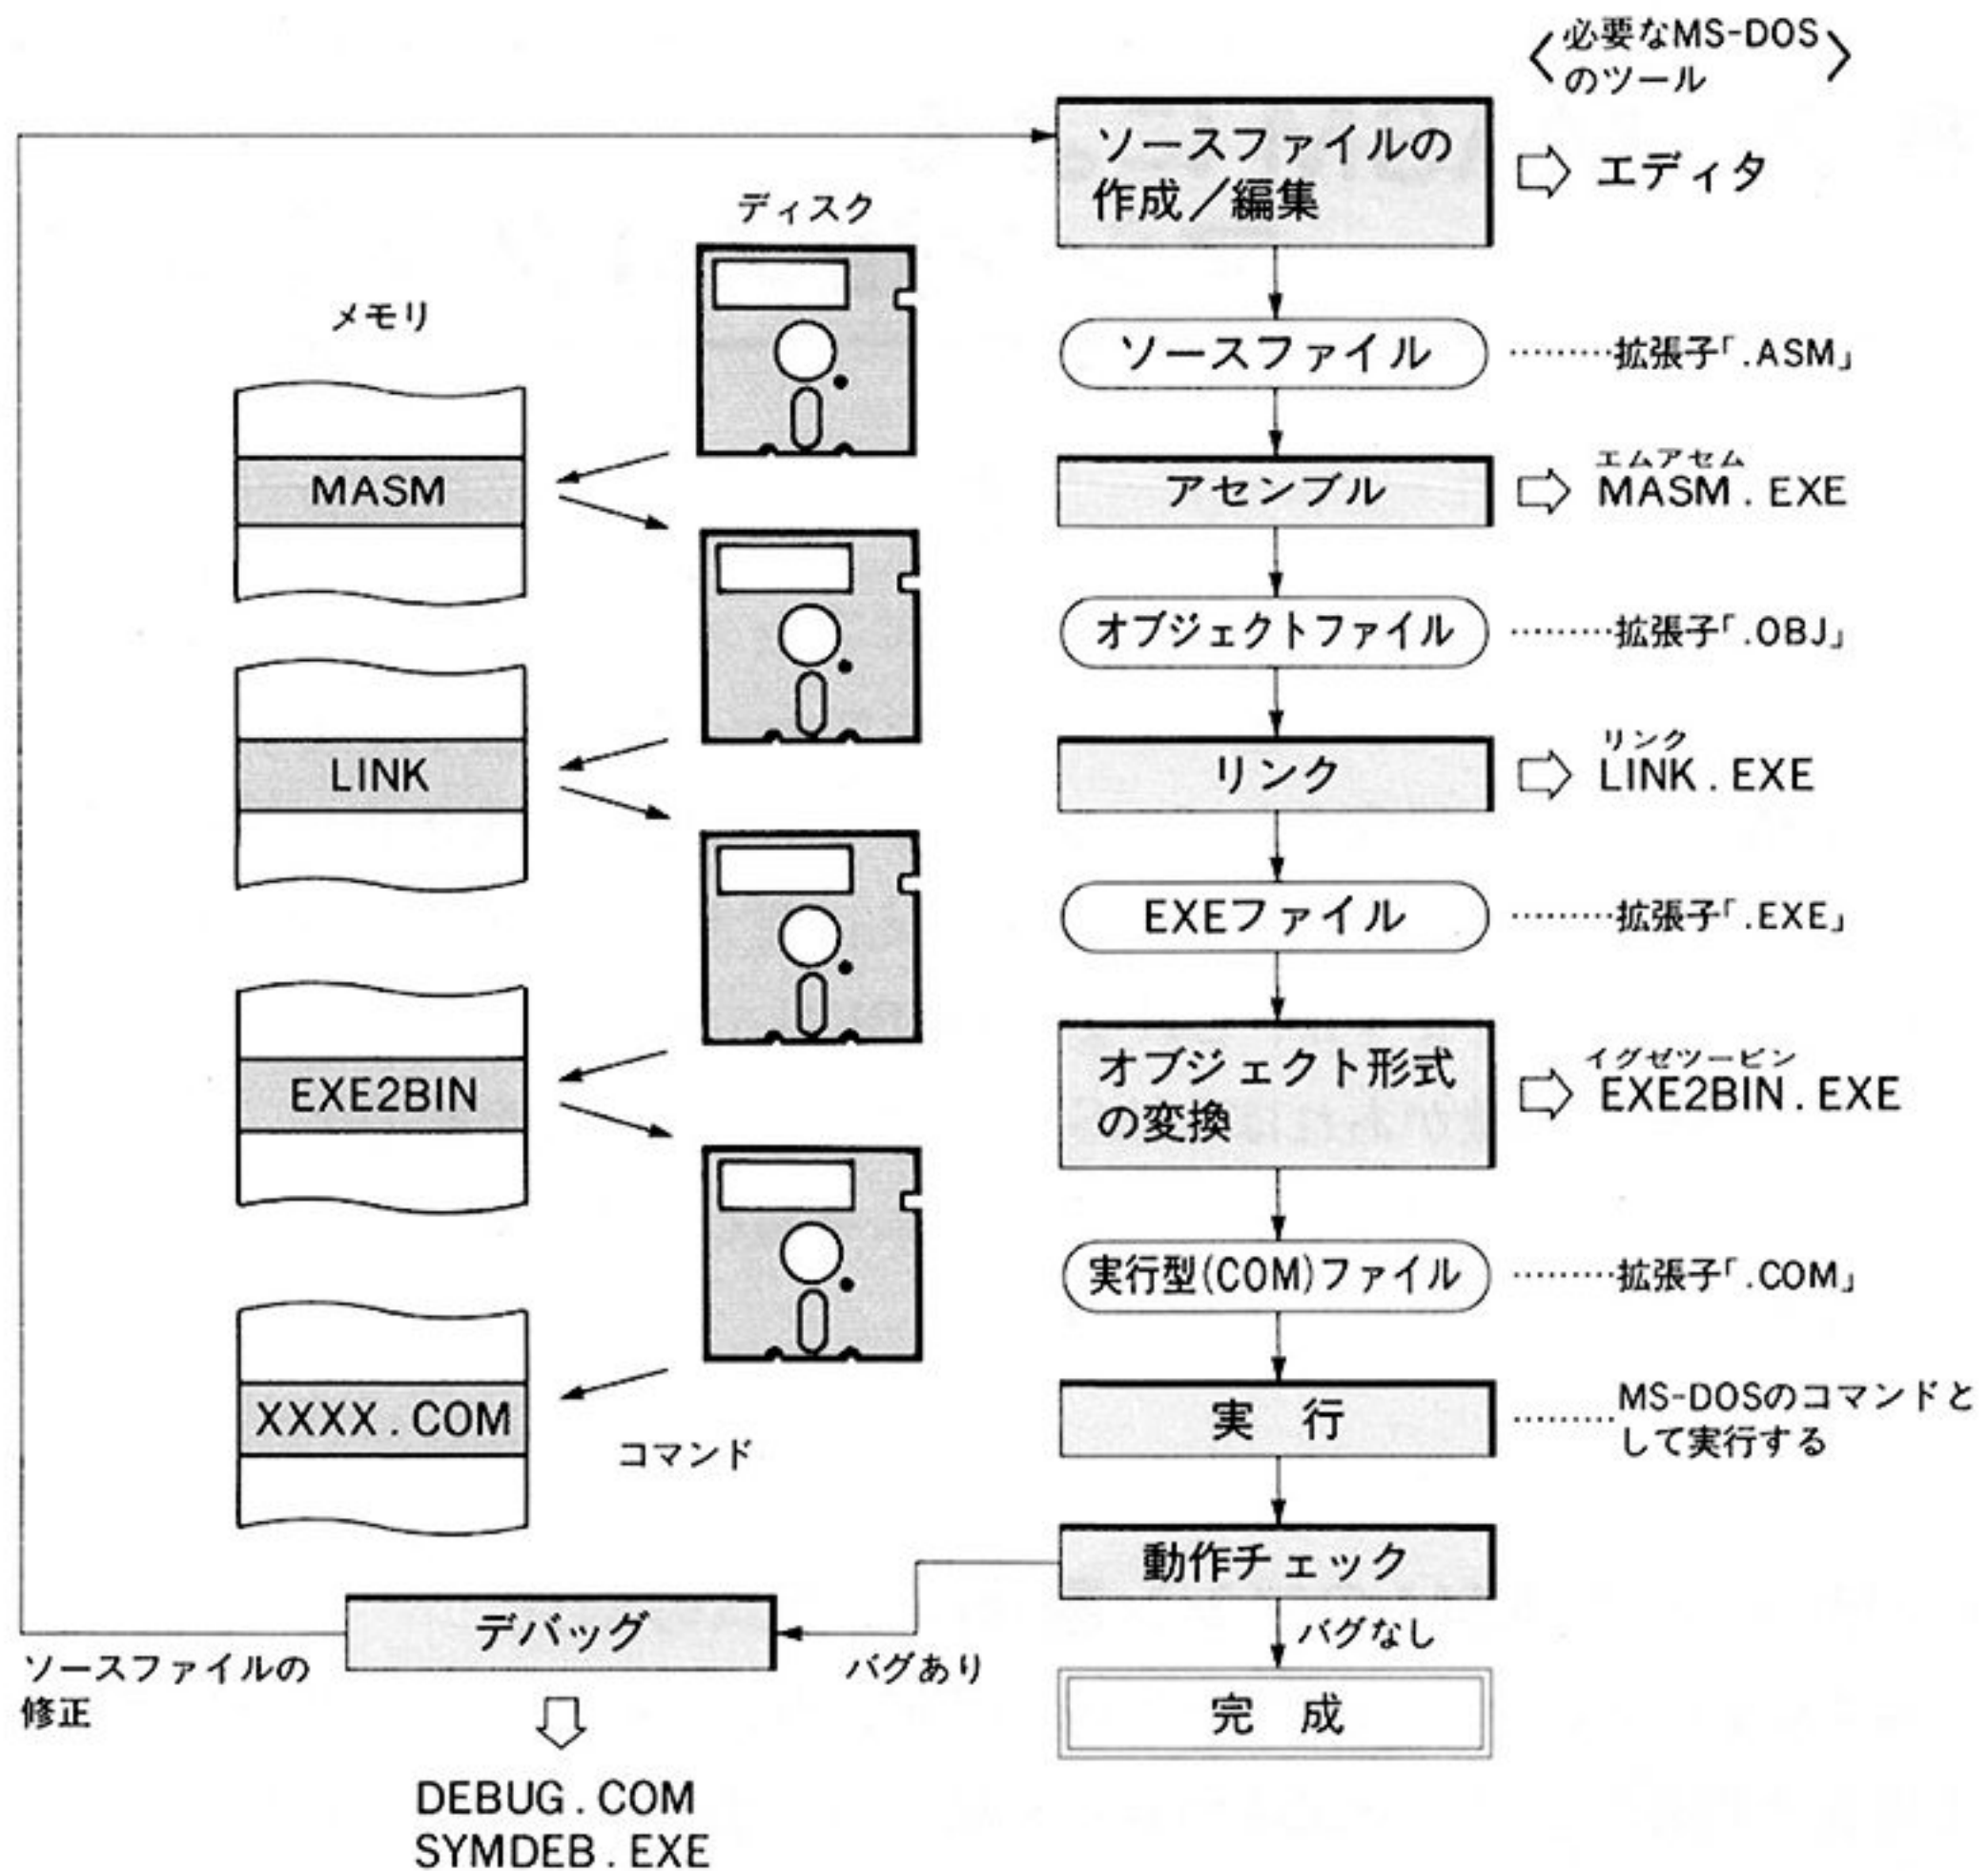 〈必要なMS-DOS
のツール〉
ソースファイルの
作成／編集
エディタ
ディスク
メモリ
ソースファイル
………拡張子「.ASM」
MASM
アセンブル
エムアセム
MASM.EXE
オブジェクトファイル
………拡張子「.OBJ」
LINK
リンク
リンク
LINK.EXE
EXEファイル
………拡張子「.EXE」
EXE2BIN
オブジェクト形式
の変換
イグゼツービン
EXE2BIN.EXE
実行型(COM)ファイル
………拡張子「.COM」
XXXX.COM
コマンド
実　行
………MS-DOSのコマンドと
して実行する
動作チェック
デバッグ
バグあり
バグなし
ソースファイルの
修正
完　成
DEBUG.COM
SYMDEB.EXE